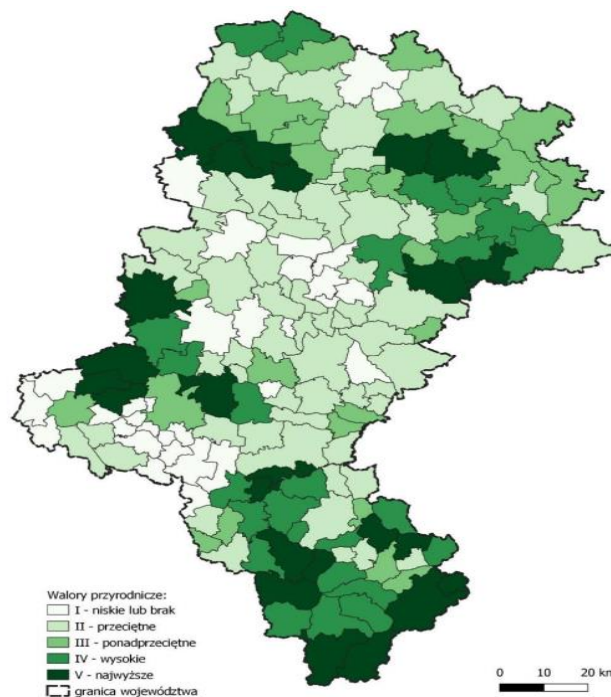 Walory przyrodnicze:
I - niskie lub brak
II - przeciętne
III - ponadprzeciętne
IV - wysokie
V - najwyższe
granica województwa
0 10 20 km